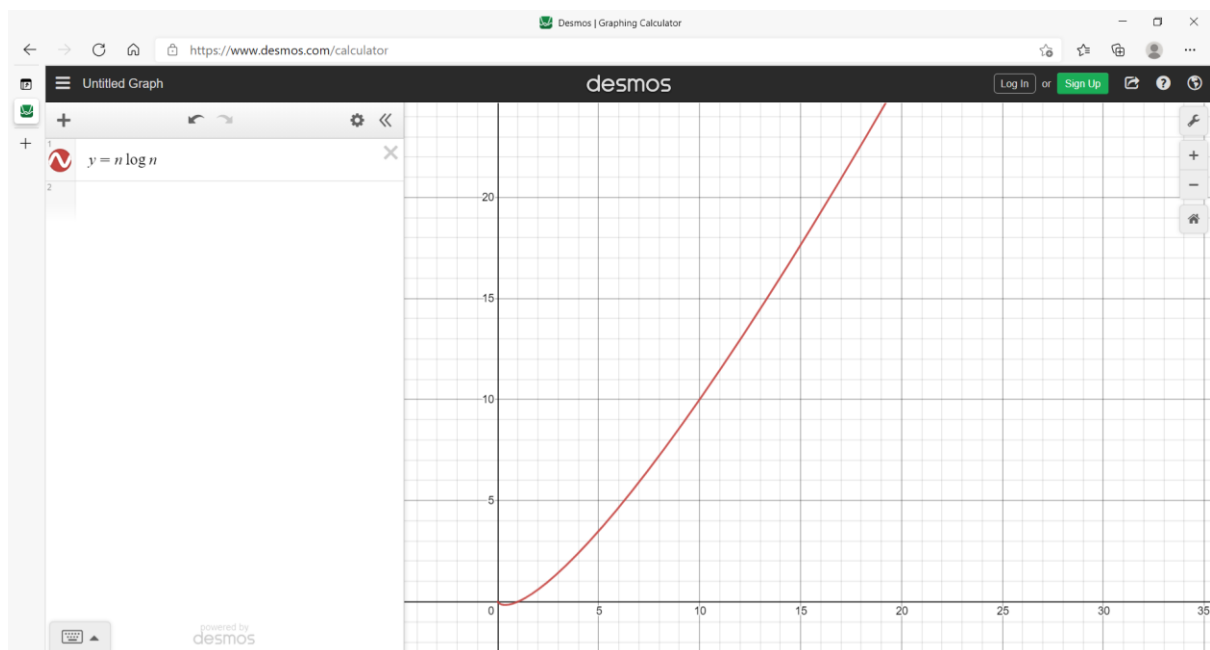 Desmos | Graphing Calculator
https://www.desmos.com/calculator
Untitled Graph
desmos
Log In or Sign Up
1
y = n log n
2
20
15
10
5
0 5 10 15 20 25 30 35
powered by
desmos